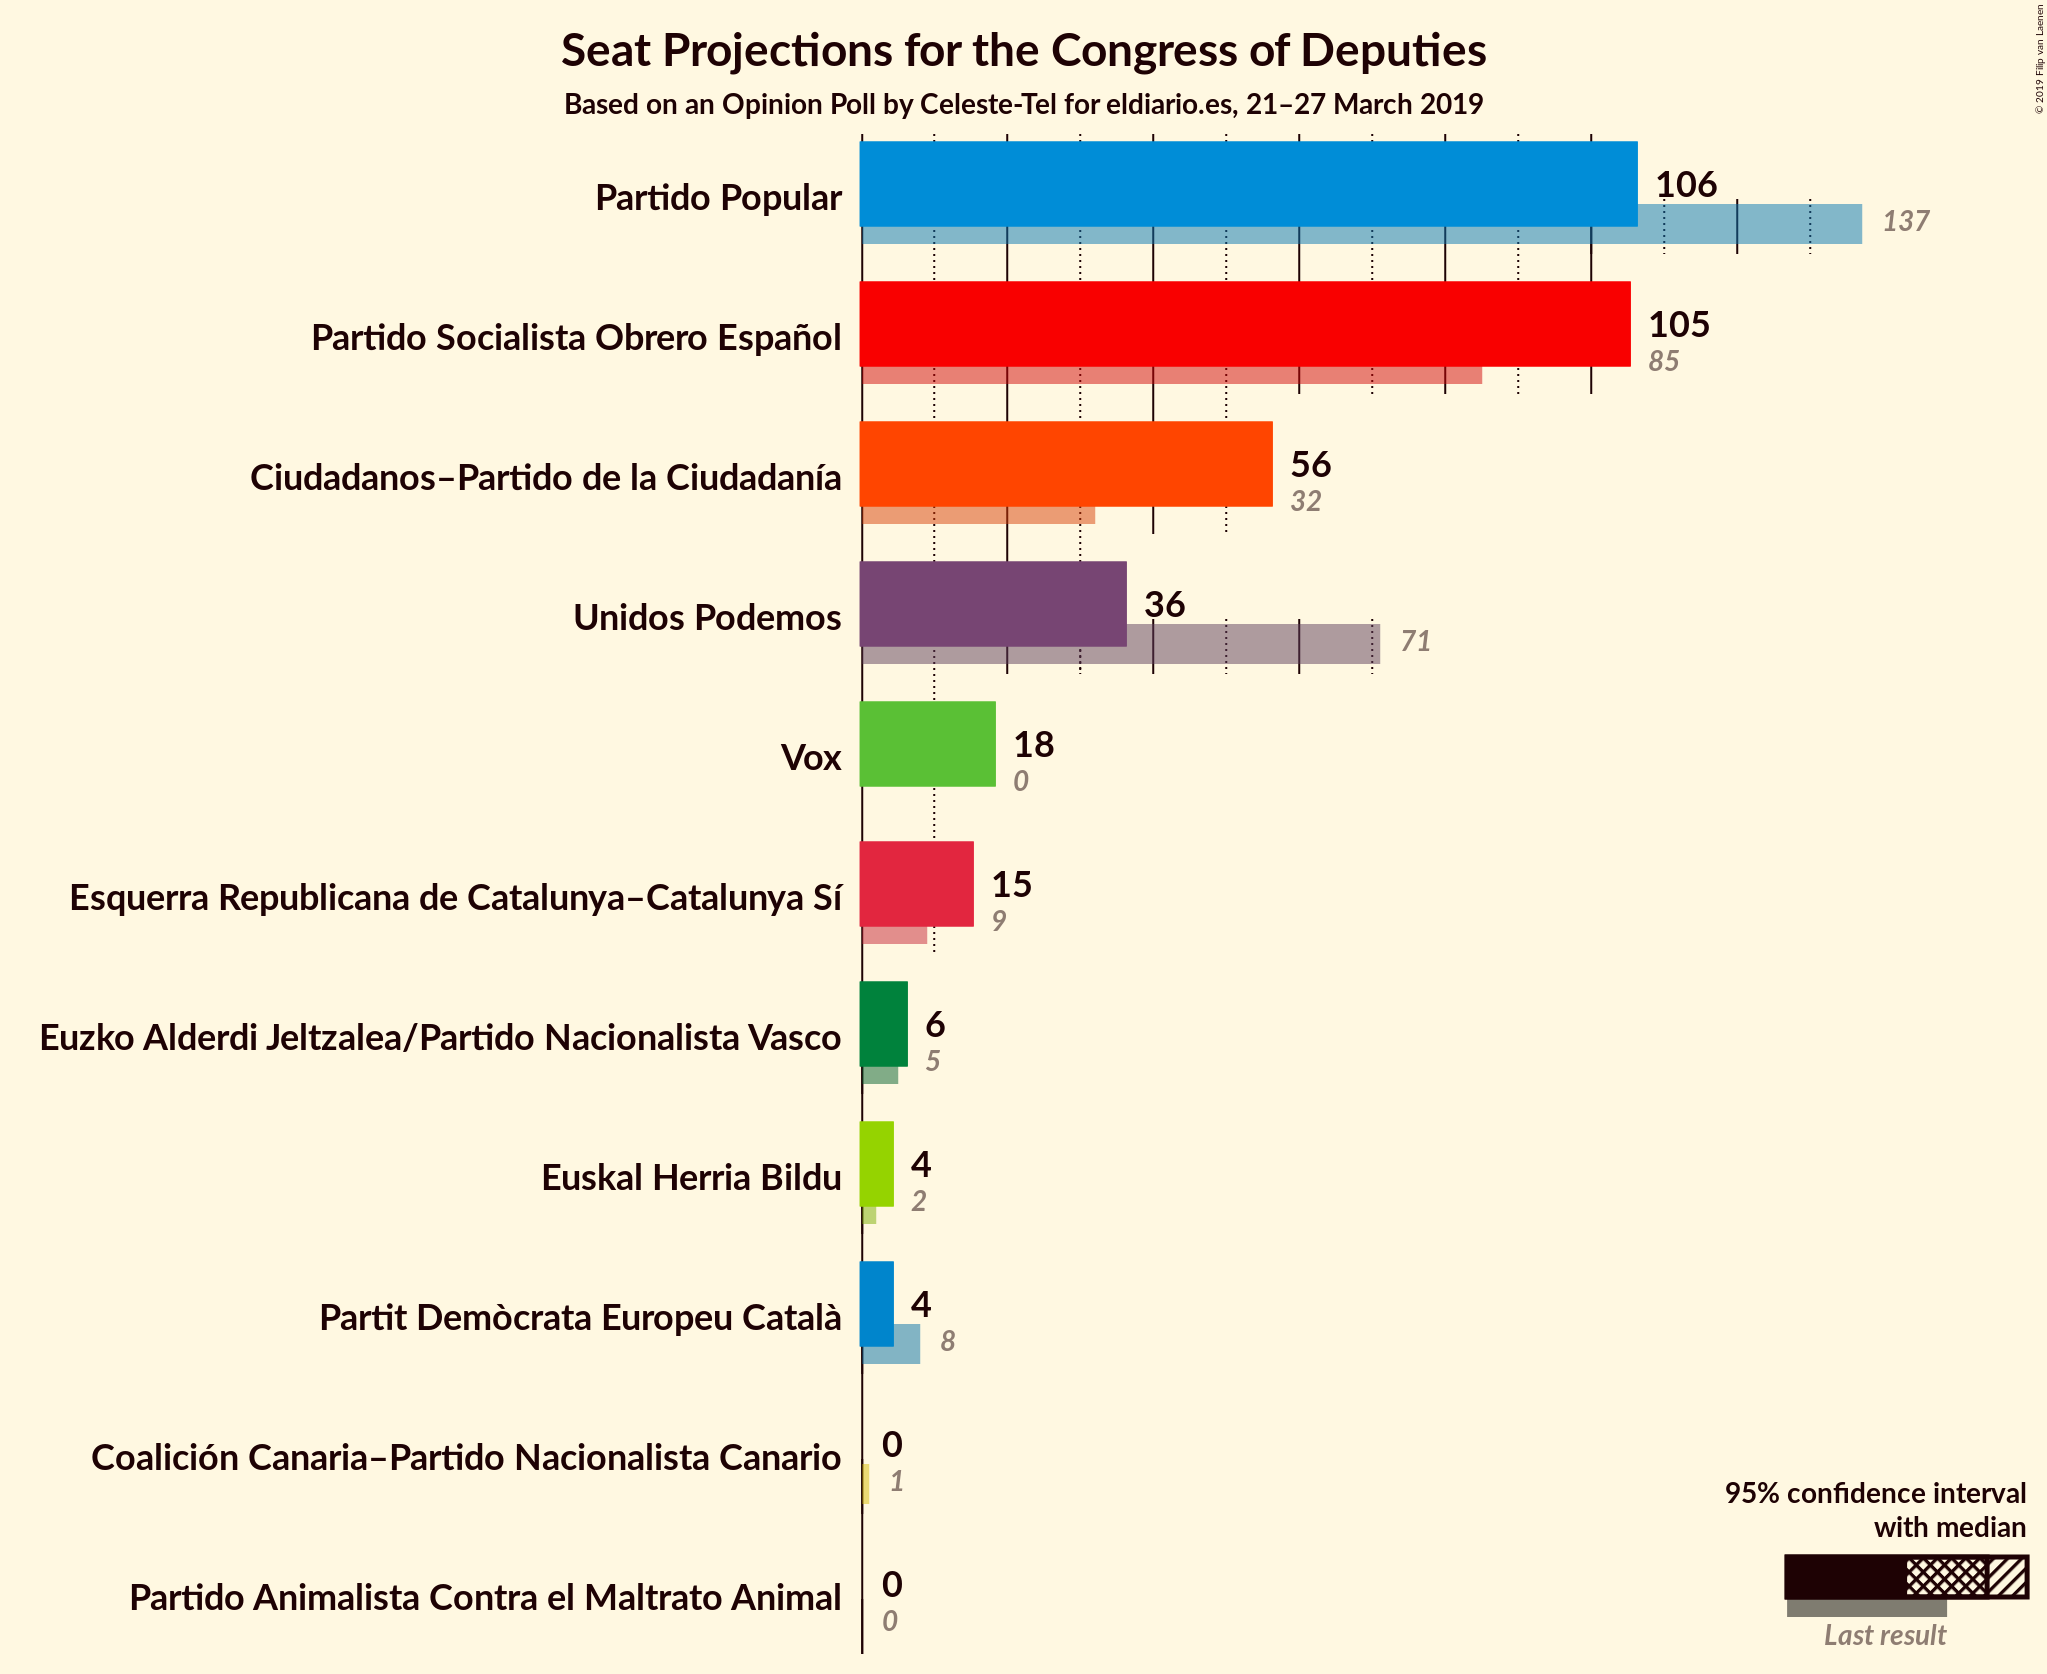 Seat Projections for the Congress of Deputies
Based on an Opinion Poll by Celeste-Tel for eldiario.es, 21–27 March 2019
© 2019 Filip van Laenen
Partido Popular
106
137
Partido Socialista Obrero Español
105
85
Ciudadanos–Partido de la Ciudadanía
56
32
Unidos Podemos
36
71
Vox
18
0
Esquerra Republicana de Catalunya–Catalunya Sí
15
9
Euzko Alderdi Jeltzalea/Partido Nacionalista Vasco
6
5
Euskal Herria Bildu
4
2
Partit Demòcrata Europeu Català
4
8
Coalición Canaria–Partido Nacionalista Canario
0
1
Partido Animalista Contra el Maltrato Animal
0
0
95% confidence interval
with median
Last result